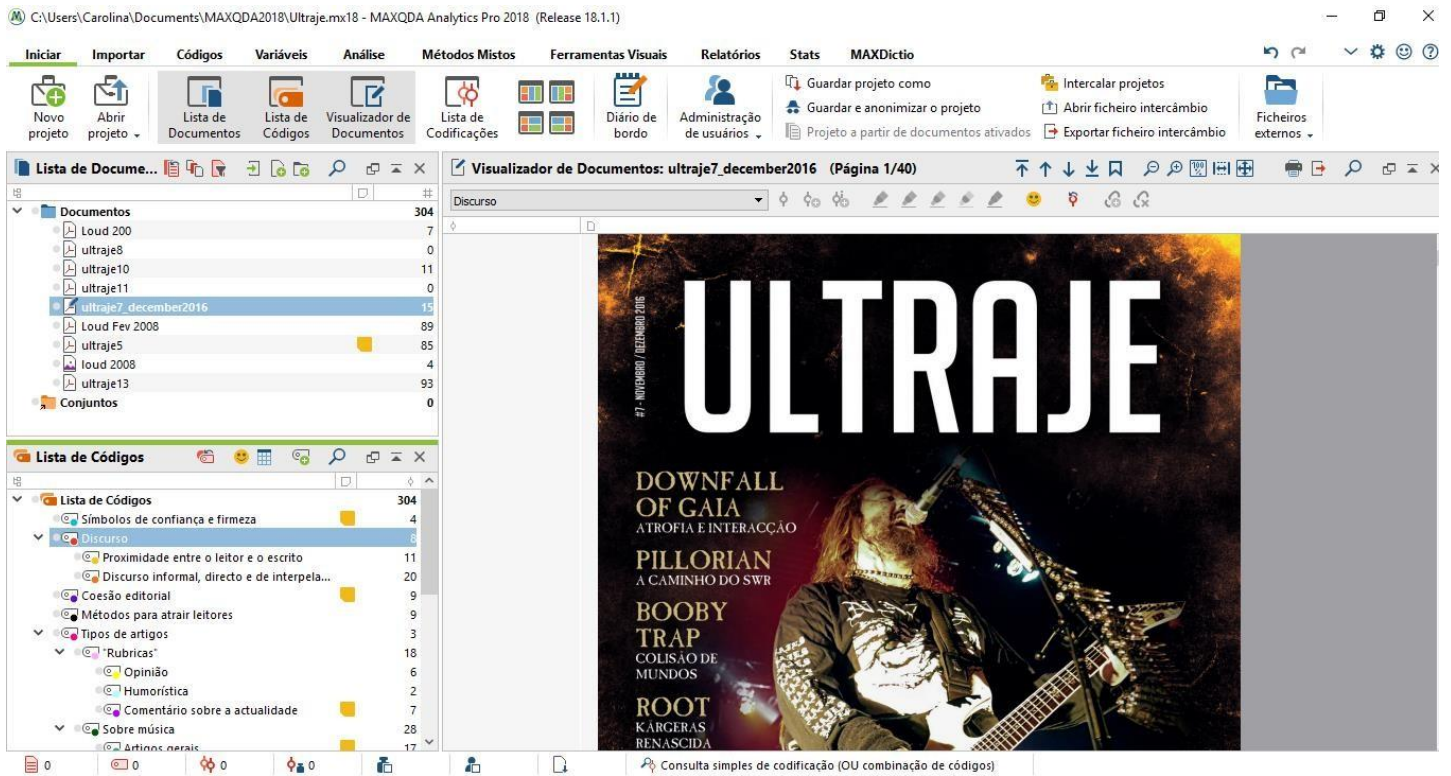 C:\Users\Carolina\Documents\MAXQDA2018\Ultraje.mx18 - MAXQDA Analytics Pro 2018 (Release 18.1.1)
Iniciar Importar Códigos Variáveis Análise Métodos Mistos Ferramentas Visuais Relatórios Stats MAXDictio
Novo projeto
Abrir projeto
Lista de Documentos
Lista de Códigos
Visualizador de Documentos
Lista de Codificações
Diário de bordo
Administração de usuários
Guardar projeto como
Guardar e anonimizar o projeto
Projeto a partir de documentos ativados
Intercalar projetos
Abrir ficheiro intercâmbio
Exportar ficheiro intercâmbio
Ficheiros externos
Lista de Docume...
#
Documentos 304
Loud 200 7
ultraje8 0
ultraje10 11
ultraje11 0
ultraje7_december2016 15
Loud Fev 2008 89
ultraje5 85
loud 2008 4
ultraje13 93
Conjuntos 0
Lista de Códigos
Lista de Códigos 304
Símbolos de confiança e firmeza 4
Discurso 8
Proximidade entre o leitor e o escrito 11
Discurso informal, directo e de interpela... 20
Coesão editorial 9
Métodos para atrair leitores 9
Tipos de artigos 3
"Rubricas" 18
Opinião 6
Humorística 2
Comentário sobre a actualidade 7
Sobre música 28
Artigos gerais 17
Visualizador de Documentos: ultraje7_december2016 (Página 1/40)
100%
Discurso
#7 - NOVEMBRO / DEZEMBRO 2016
ULTRAJE
DOWNFALL
OF GAIA
ATROFIA E INTERACÇÃO
PILLORIAN
A CAMINHO DO SWR
BOOBY
TRAP
COLISÃO DE
MUNDOS
ROOT
KÄRGERAS
RENASCIDA
0 0 0 0
Consulta simples de codificação (OU combinação de códigos)